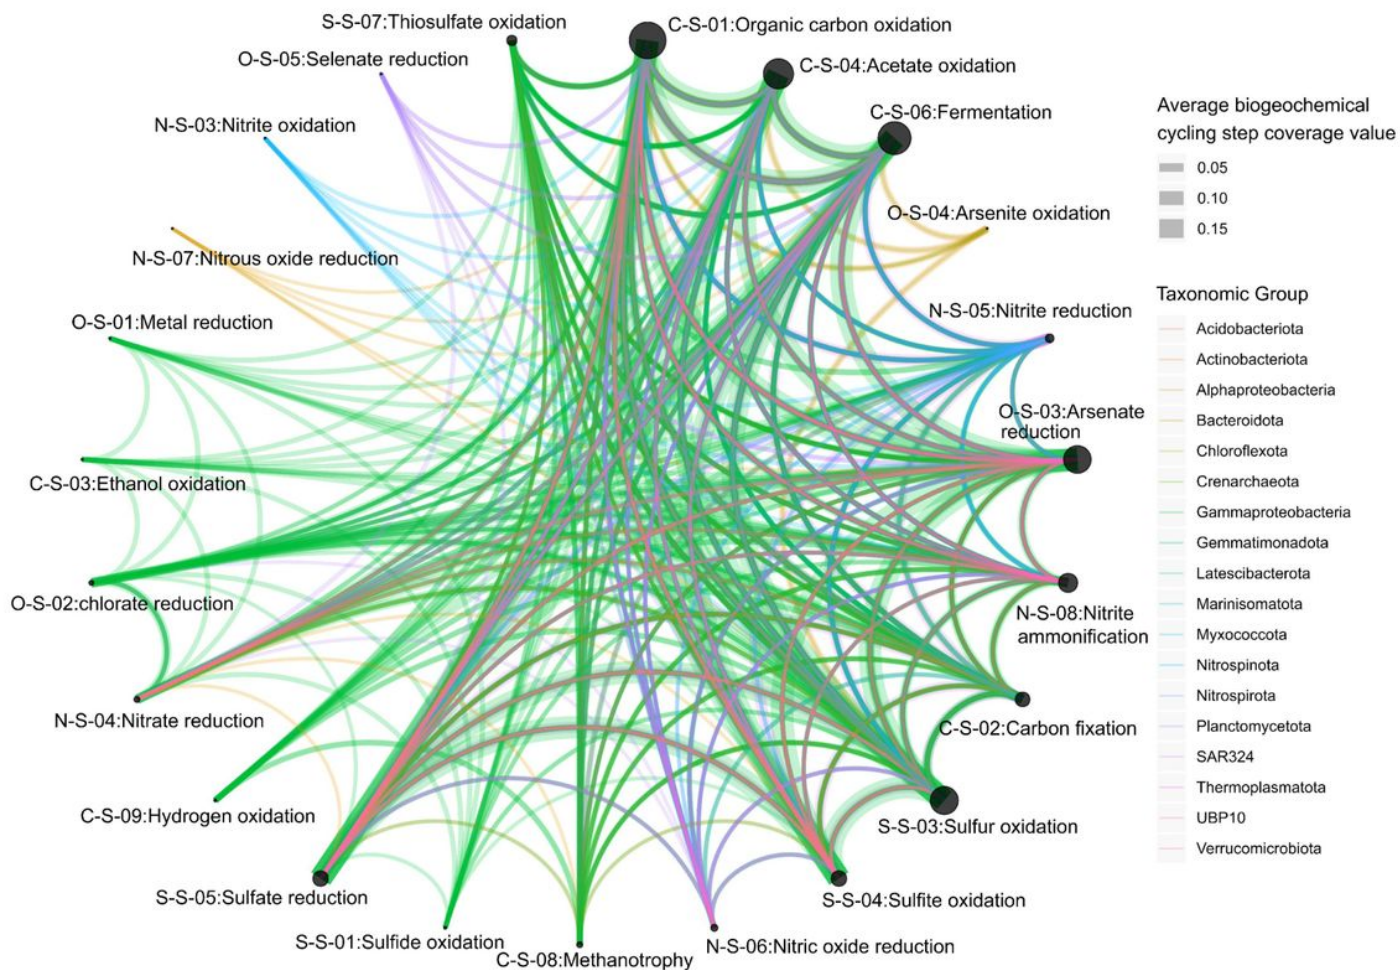 S-S-07:Thiosulfate oxidation
C-S-01:Organic carbon oxidation
O-S-05:Selenate reduction
C-S-04:Acetate oxidation
N-S-03:Nitrite oxidation
C-S-06:Fermentation
N-S-07:Nitrous oxide reduction
O-S-04:Arsenite oxidation
O-S-01:Metal reduction
N-S-05:Nitrite reduction
O-S-03:Arsenate
reduction
C-S-03:Ethanol oxidation
O-S-02:chlorate reduction
N-S-08:Nitrite
ammonification
N-S-04:Nitrate reduction
C-S-02:Carbon fixation
C-S-09:Hydrogen oxidation
S-S-03:Sulfur oxidation
S-S-05:Sulfate reduction
S-S-04:Sulfite oxidation
S-S-01:Sulfide oxidation
N-S-06:Nitric oxide reduction
C-S-08:Methanotrophy
Average biogeochemical
cycling step coverage value
0.05
0.10
0.15
Taxonomic Group
Acidobacteriota
Actinobacteriota
Alphaproteobacteria
Bacteroidota
Chloroflexota
Crenarchaeota
Gammaproteobacteria
Gemmatimonadota
Latescibacterota
Marinisomatota
Myxococcota
Nitrospinota
Nitrospirota
Planctomycetota
SAR324
Thermoplasmatota
UBP10
Verrucomicrobiota